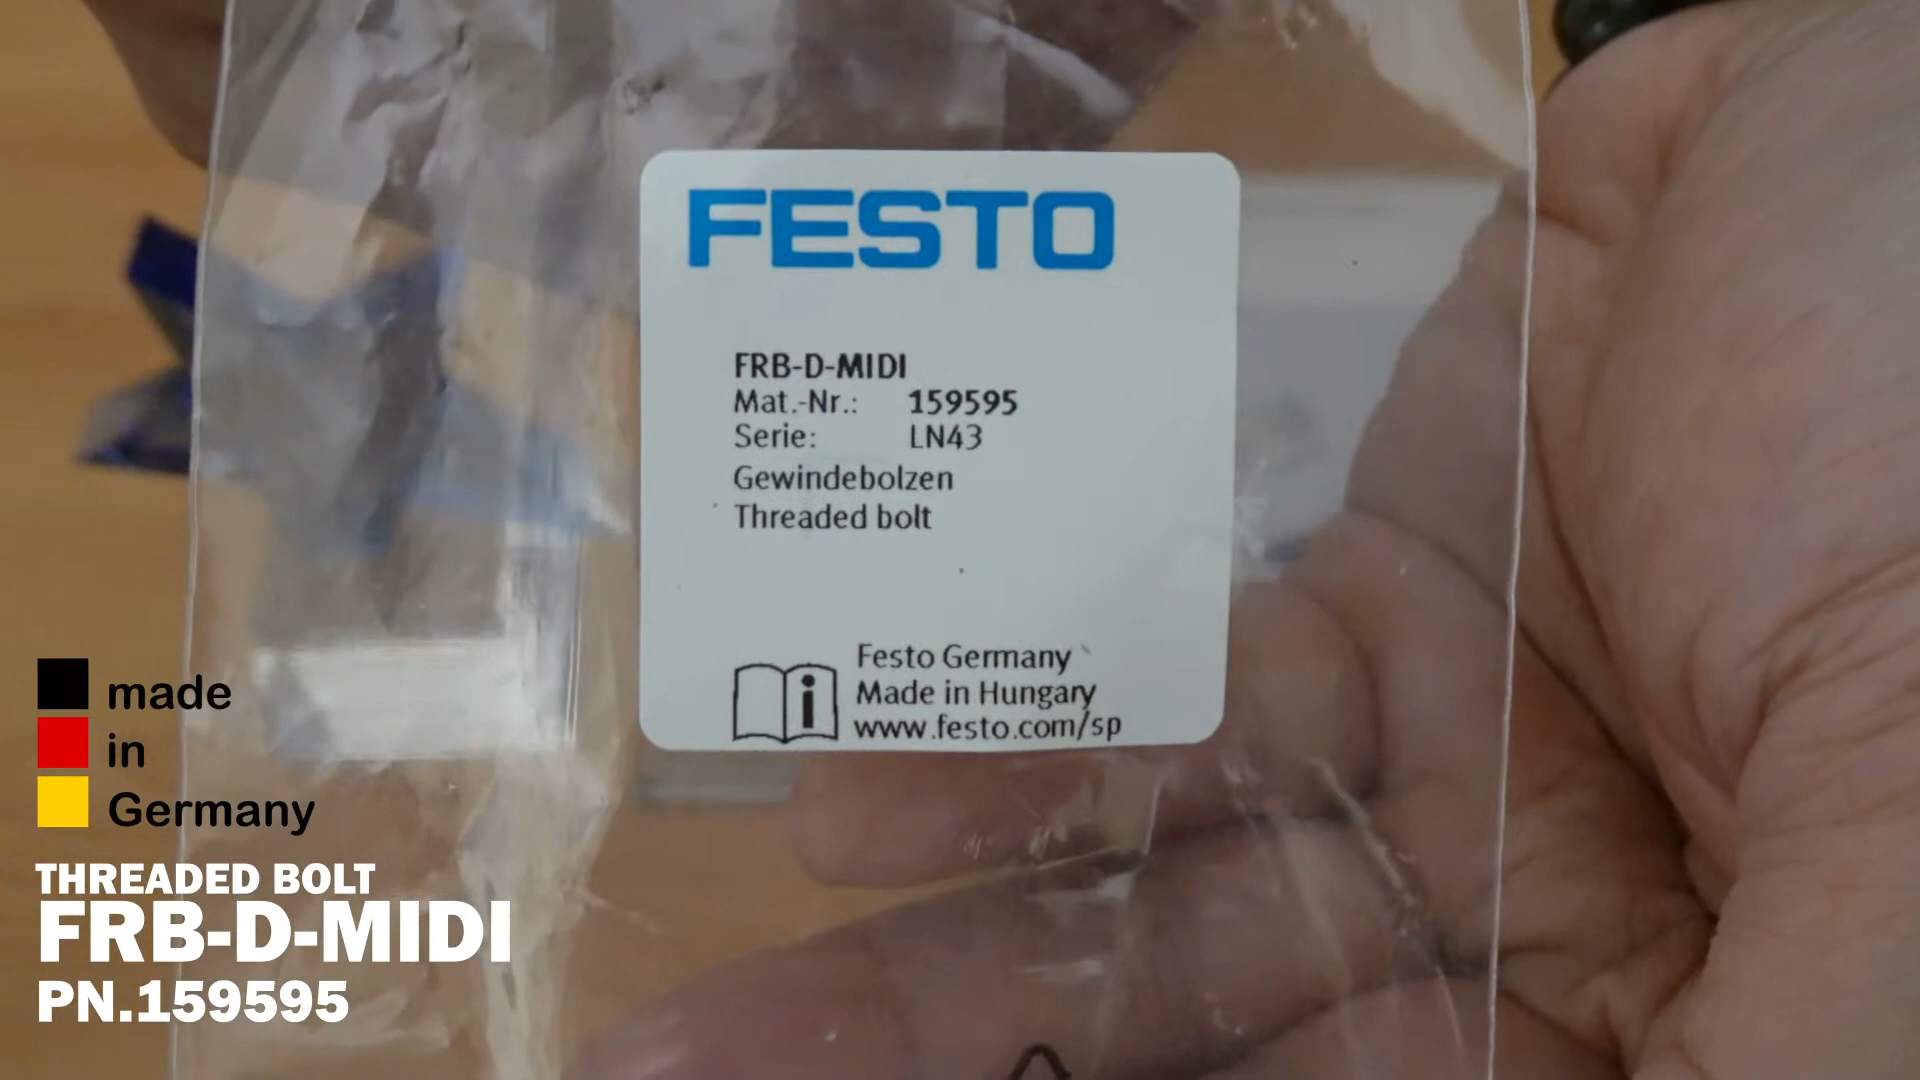 FESTO
FRB-D-MIDI
Mat.-Nr.: 159595
Serie: LN43
Gewindebolzen
Threaded bolt
i
Festo Germany
Made in Hungary
www.festo.com/sp
made
in
Germany
THREADED BOLT
FRB-D-MIDI
PN.159595